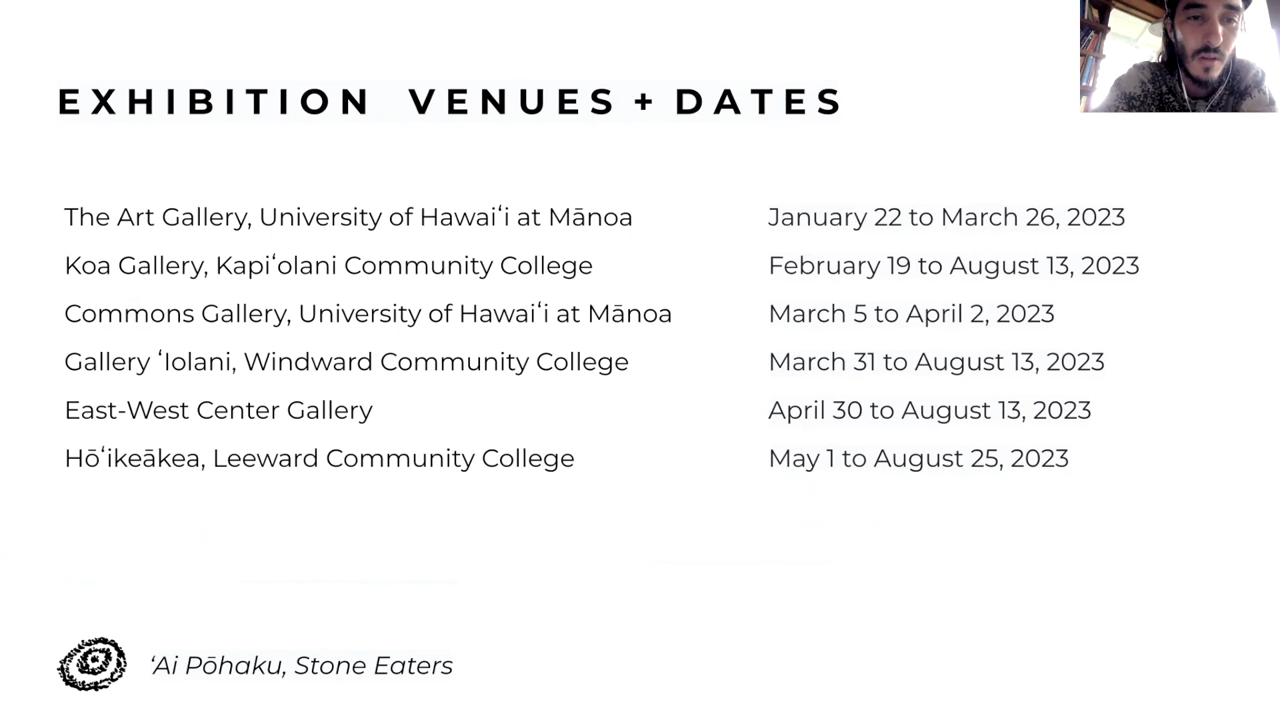 EXHIBITION VENUES + DATES
The Art Gallery, University of Hawaiʻi at Mānoa January 22 to March 26, 2023
Koa Gallery, Kapiʻolani Community College February 19 to August 13, 2023
Commons Gallery, University of Hawaiʻi at Mānoa March 5 to April 2, 2023
Gallery ʻIolani, Windward Community College March 31 to August 13, 2023
East-West Center Gallery April 30 to August 13, 2023
Hōʻikeākea, Leeward Community College May 1 to August 25, 2023
ʻAi Pōhaku, Stone Eaters